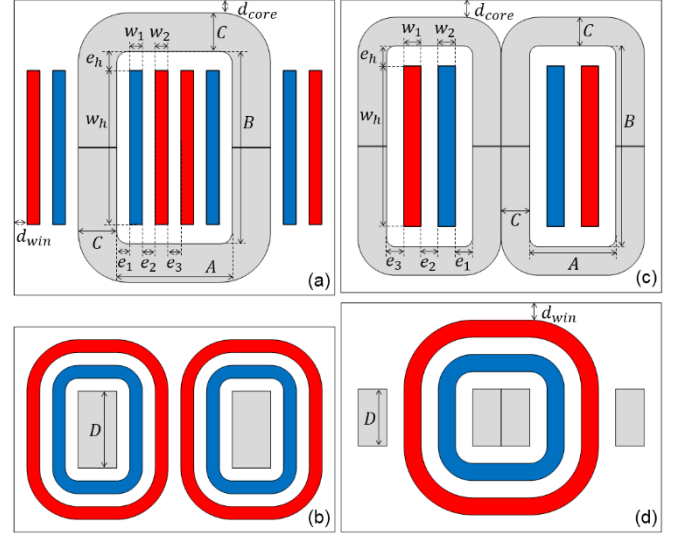 d_core
w_1 w_2
C
e_h
w_h
B
d_win
C
e_1 e_2 e_3
A
(a)
d_core
w_1 w_2
C
e_h
w_h
B
C
e_3 e_2 e_1
A
(c)
D
(b)
d_win
D
(d)